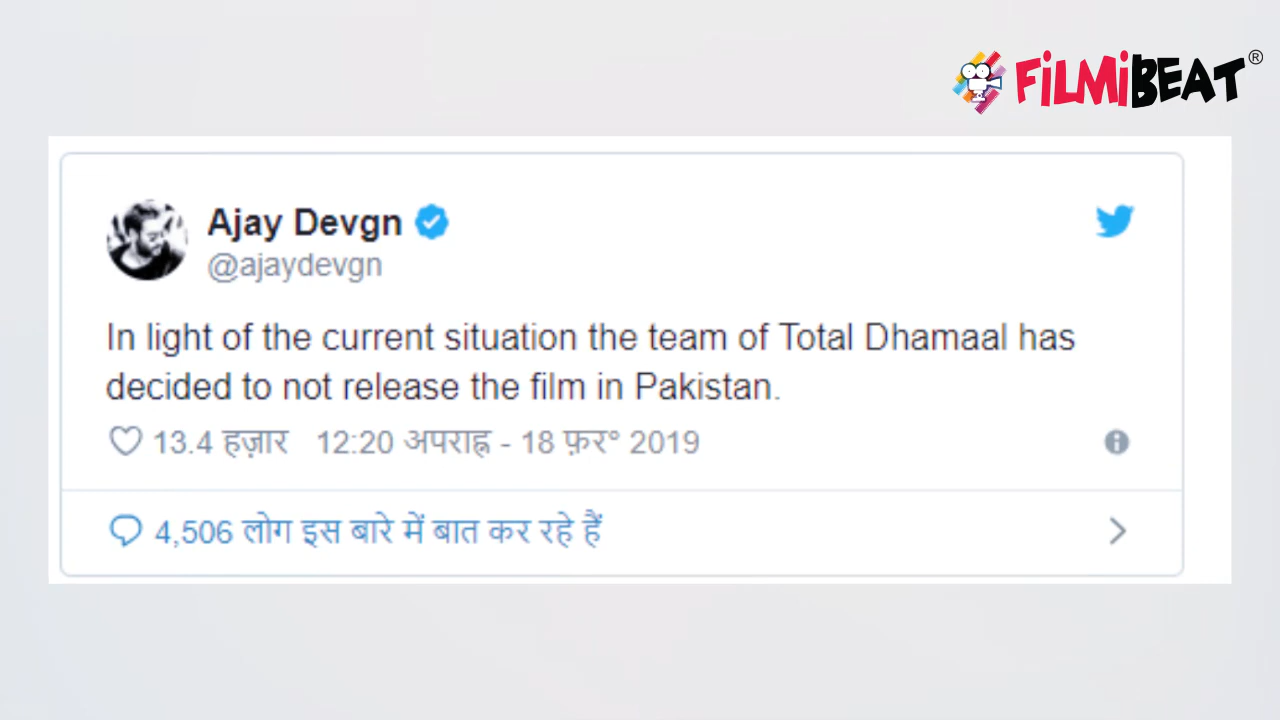 FiLMiBEAT®
Ajay Devgn
@ajaydevgn
In light of the current situation the team of Total Dhamaal has
decided to not release the film in Pakistan.
13.4 हज़ार 12:20 अपराह्न - 18 फ़र॰ 2019
4,506 लोग इस बारे में बात कर रहे हैं